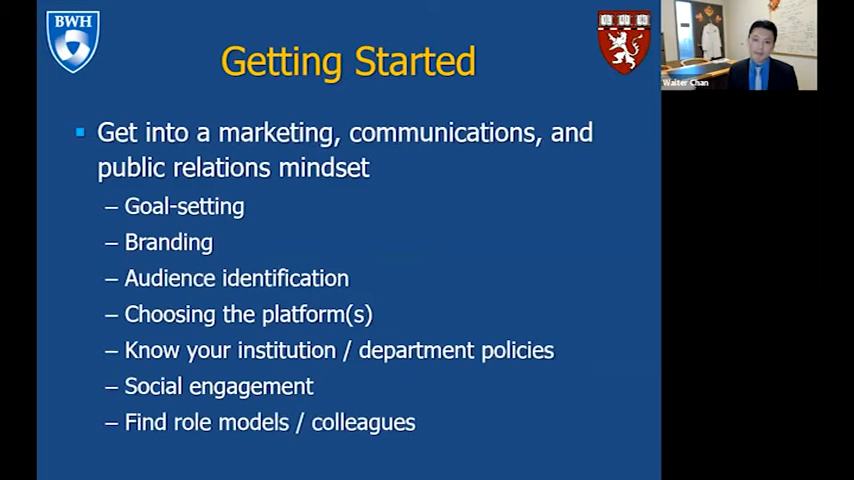 BWH
Getting Started
Walter Chan
Get into a marketing, communications, and
public relations mindset
– Goal-setting
– Branding
– Audience identification
– Choosing the platform(s)
– Know your institution / department policies
– Social engagement
– Find role models / colleagues